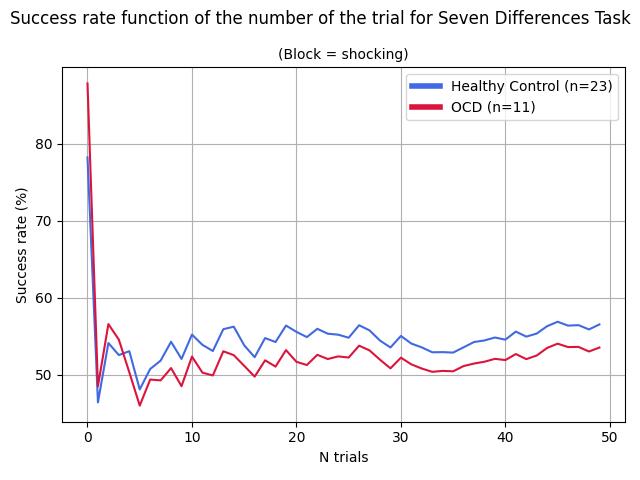 Success rate function of the number of the trial for Seven Differences Task
(Block = shocking)
Healthy Control (n=23)
OCD (n=11)
Success rate (%)
80
70
60
50
0
10
20
30
40
50
N trials